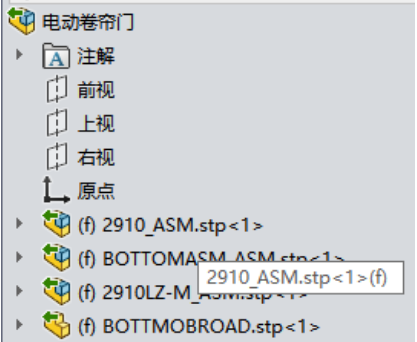 电动卷帘门
注解
前视
上视
右视
原点
(f) 2910_ASM.stp<1>
(f) BOTTOMASM_ASM.stp<1>
2910_ASM.stp<1>(f)
(f) 2910LZ-M_ASM.stp<1>
(f) BOTTMOBROAD.stp<1>